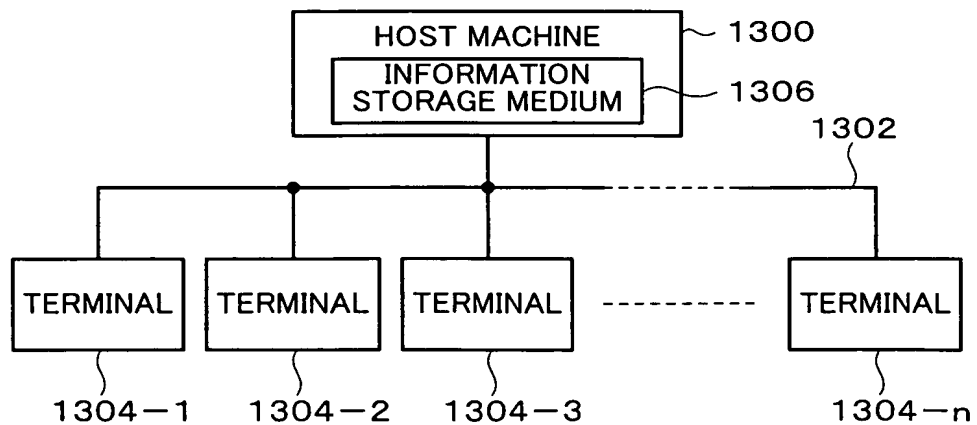 HOST MACHINE
1300
INFORMATION
STORAGE MEDIUM
1306
1302
TERMINAL TERMINAL TERMINAL TERMINAL
1304-1 1304-2 1304-3 1304-n